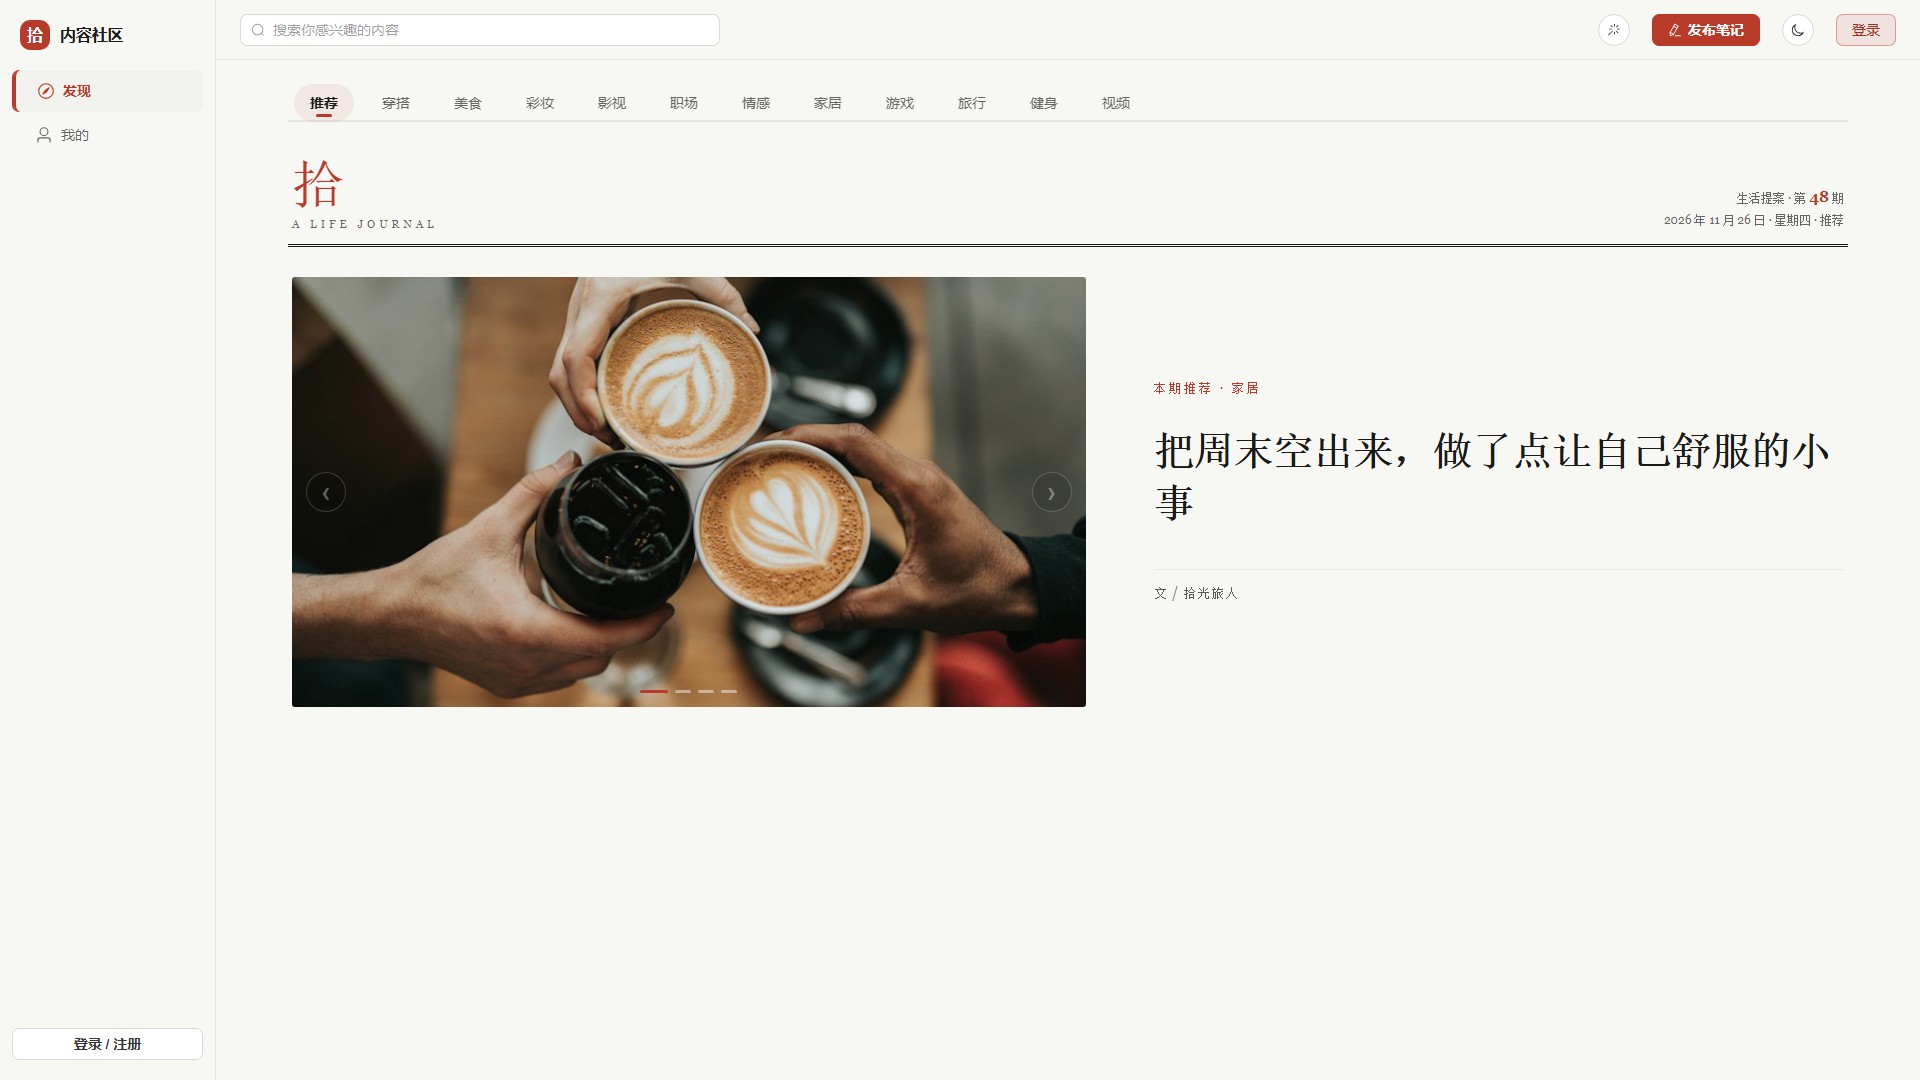 拾 内容社区
发现
我的
登录 / 注册
搜索你感兴趣的内容
发布笔记
登录
推荐 穿搭 美食 彩妆 影视 职场 情感 家居 游戏 旅行 健身 视频
拾
A LIFE JOURNAL
生活提案 · 第 48 期
2026 年 11 月 26 日 · 星期四 · 推荐
本期推荐 · 家居
把周末空出来，做了点让自己舒服的小
事
文 / 拾光旅人